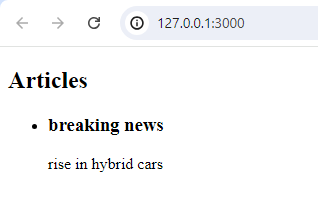 127.0.0.1:3000
Articles
breaking news
rise in hybrid cars